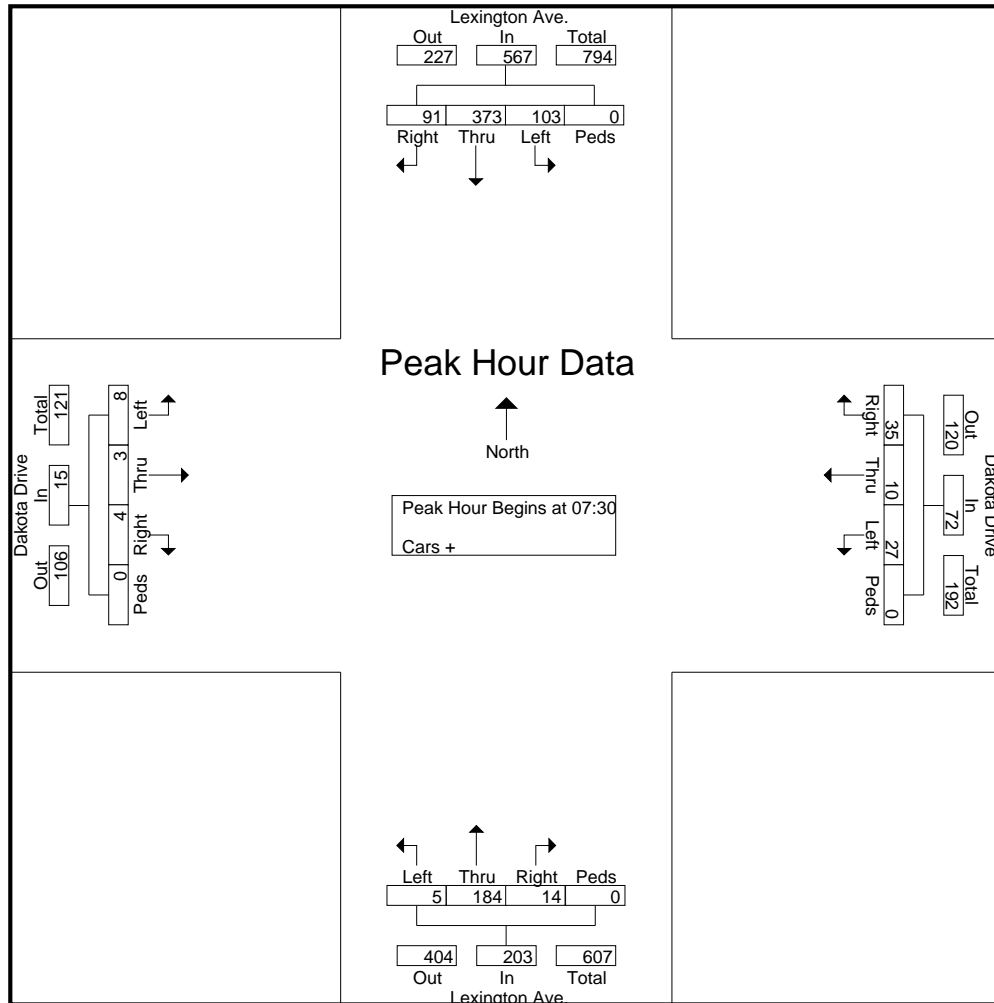 Lexington Ave.
Out In Total
227 567 794
91 373 103 0
Right Thru Left Peds
Peak Hour Data
North
Peak Hour Begins at 07:30
Cars +
Dakota Drive
Total In Out
121 15 106
8 3 4 0
Left Thru Right Peds
Dakota Drive
Out In Total
120 72 192
35 10 27 0
Right Thru Left Peds
Left Thru Right Peds
5 184 14 0
404 203 607
Out In Total
Lexington Ave.